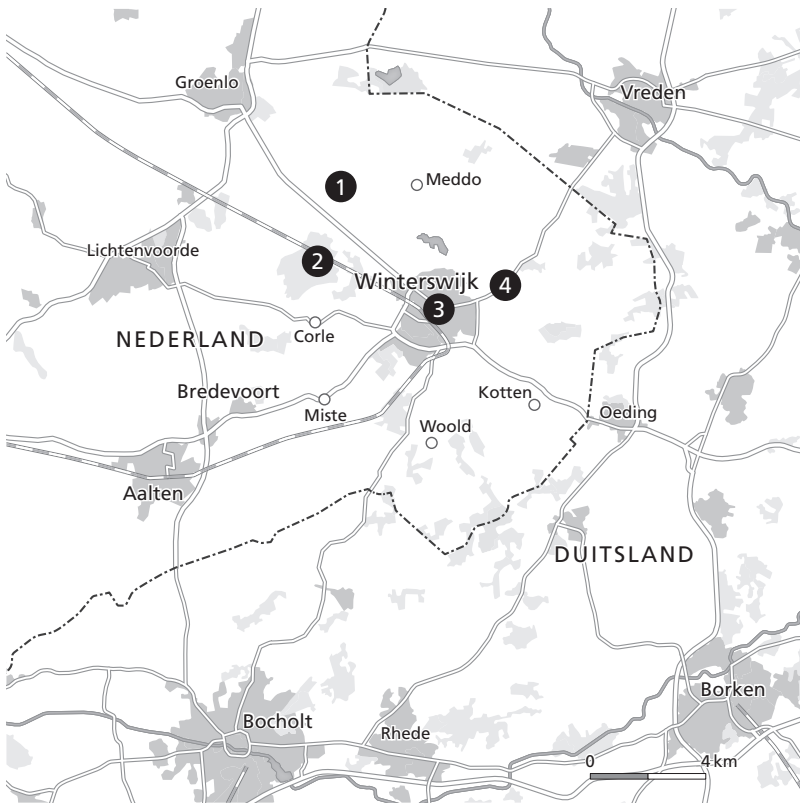 Groenlo
Vreden
1
Meddo
Lichtenvoorde
2
Winterswijk
4
3
NEDERLAND
Corle
Bredevoort
Kotten
Miste
Oeding
Woold
Aalten
DUITSLAND
Borken
Bocholt
Rhede
0 4 km